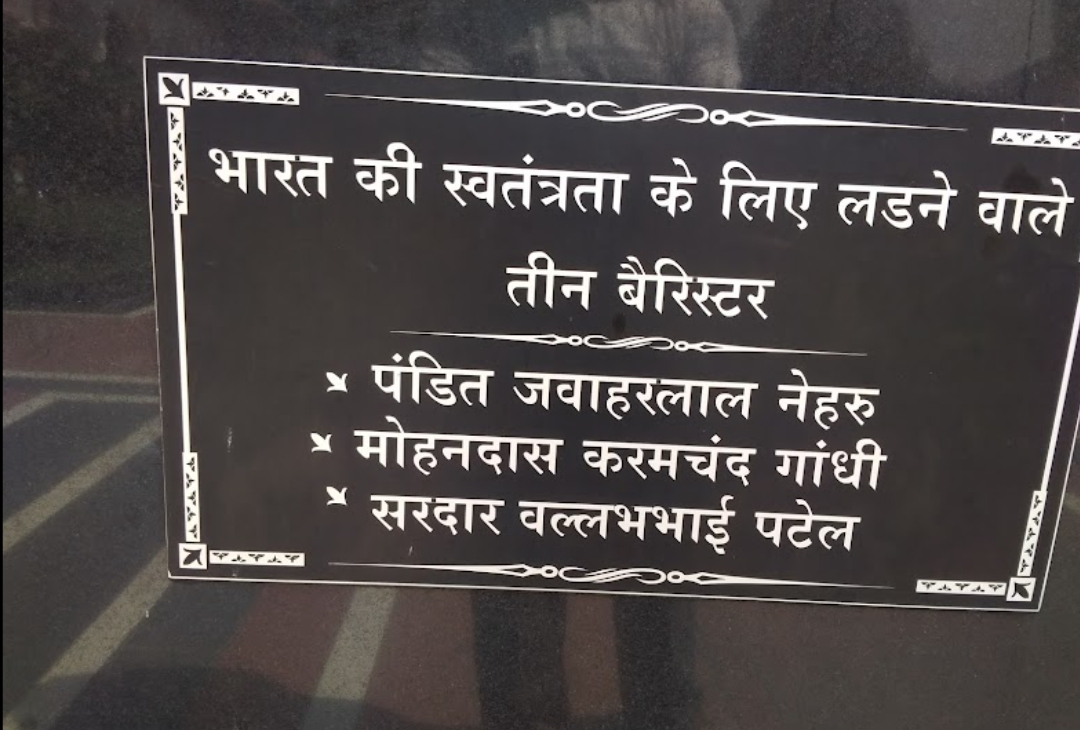 भारत की स्वतंत्रता के लिए लडने वाले
तीन बैरिस्टर
पंडित जवाहरलाल नेहरु
मोहनदास करमचंद गांधी
सरदार वल्लभभाई पटेल